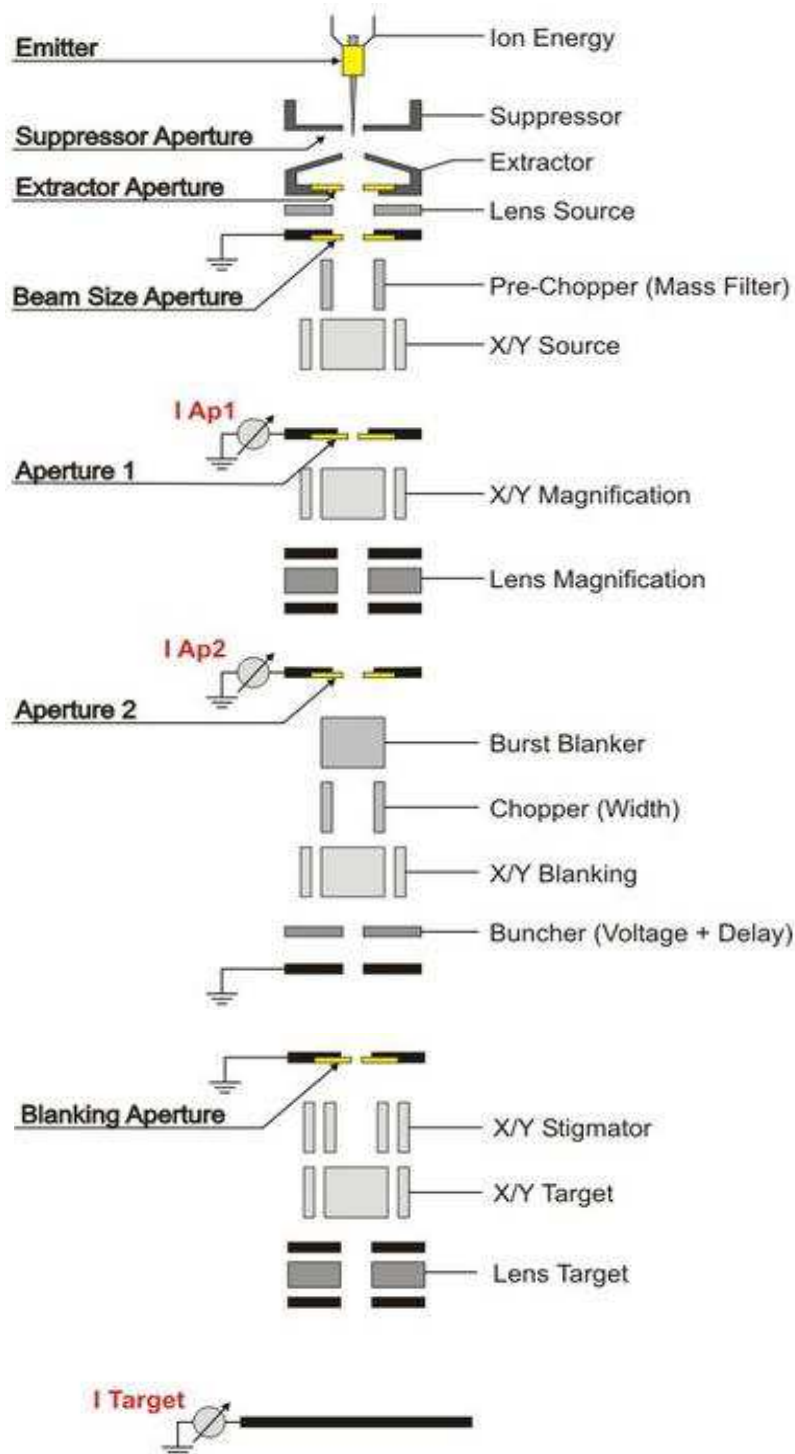 Ion Energy
Emitter
Suppressor
Suppressor Aperture
Extractor
Extractor Aperture
Lens Source
Beam Size Aperture
Pre-Chopper (Mass Filter)
X/Y Source
I Ap1
Aperture 1
X/Y Magnification
Lens Magnification
I Ap2
Aperture 2
Burst Blanker
Chopper (Width)
X/Y Blanking
Buncher (Voltage + Delay)
Blanking Aperture
X/Y Stigmator
X/Y Target
Lens Target
I Target